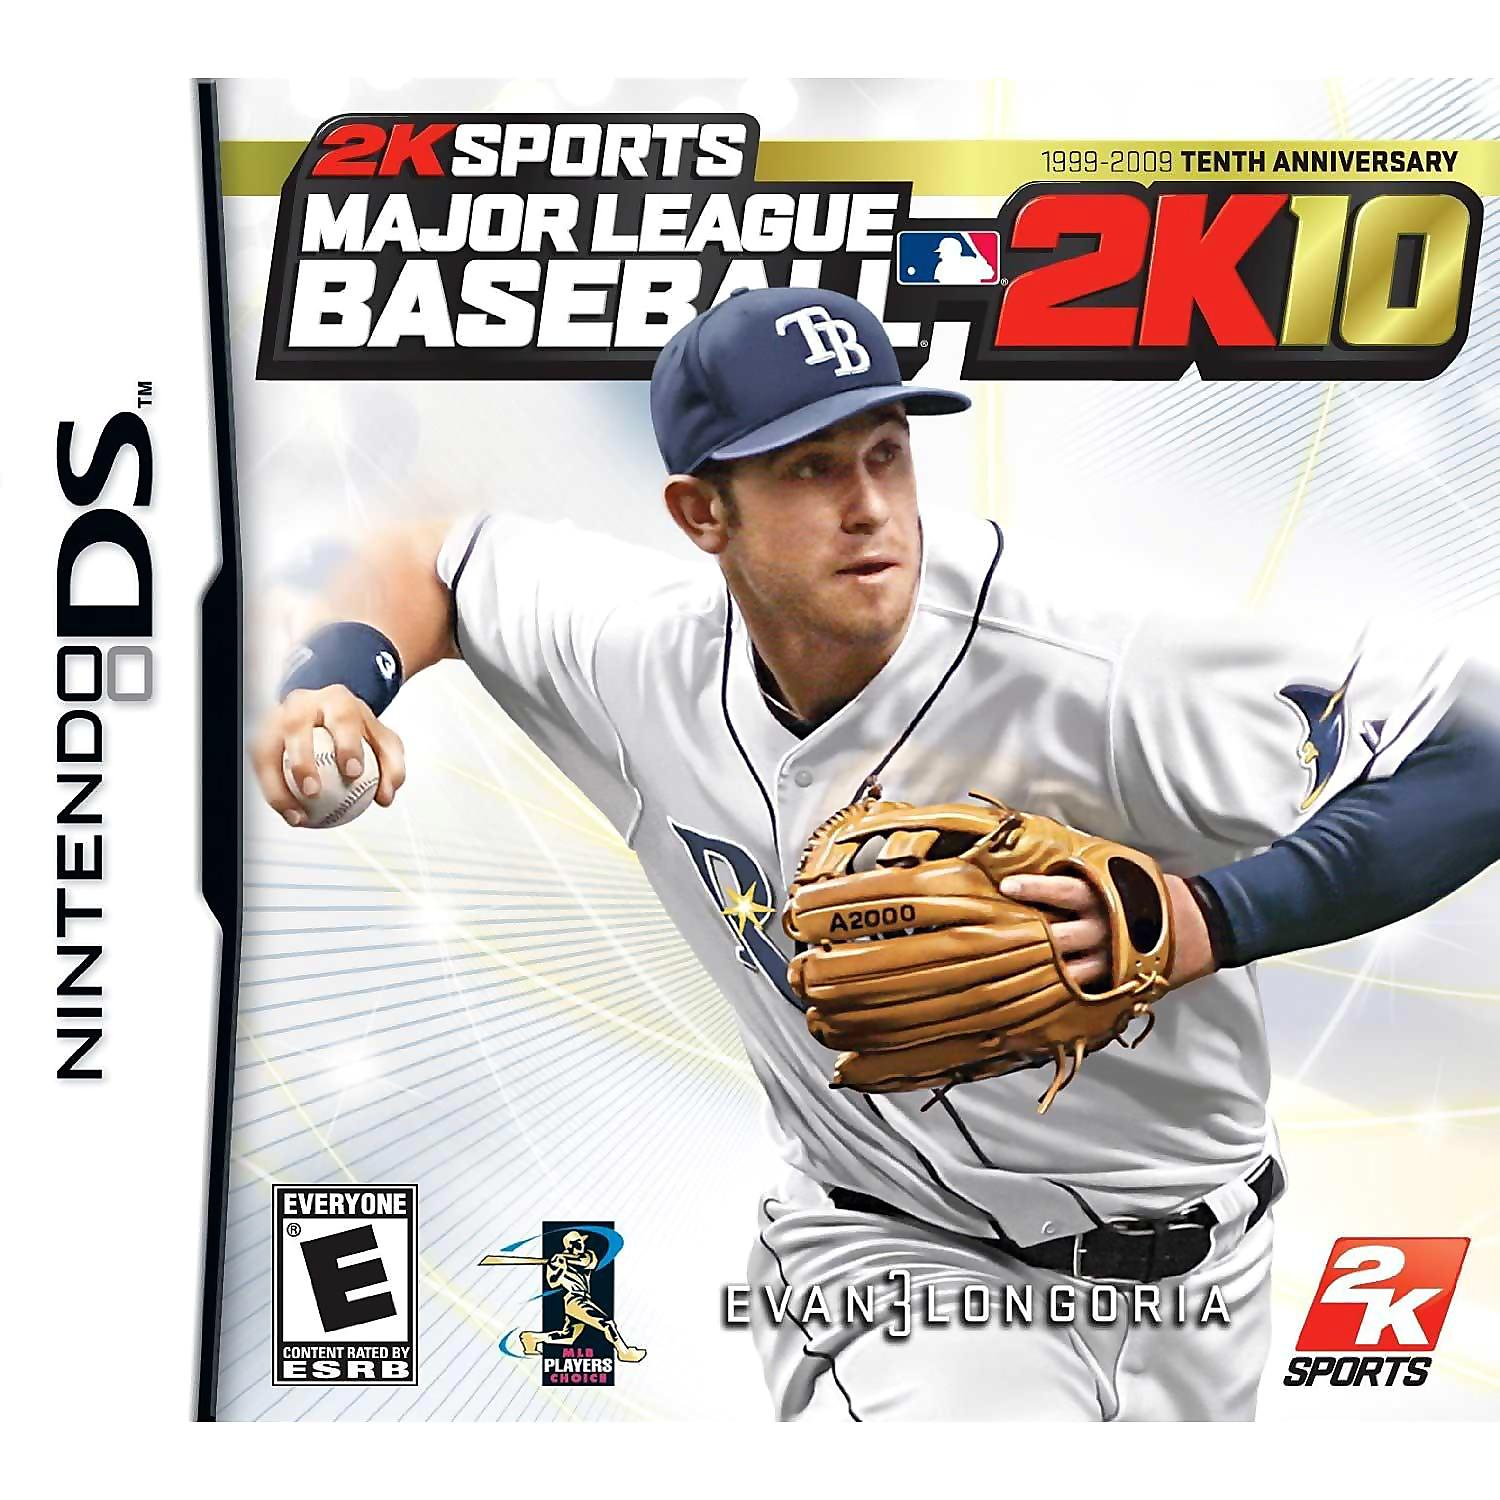 2K SPORTS
1999-2009 TENTH ANNIVERSARY
MAJOR LEAGUE
BASEBALL 2K10
TB
NINTENDO DS™
A2000
EVERYONE
E
CONTENT RATED BY
ESRB
MLB
PLAYERS
CHOICE
EVAN 3 LONGORIA
2K
SPORTS